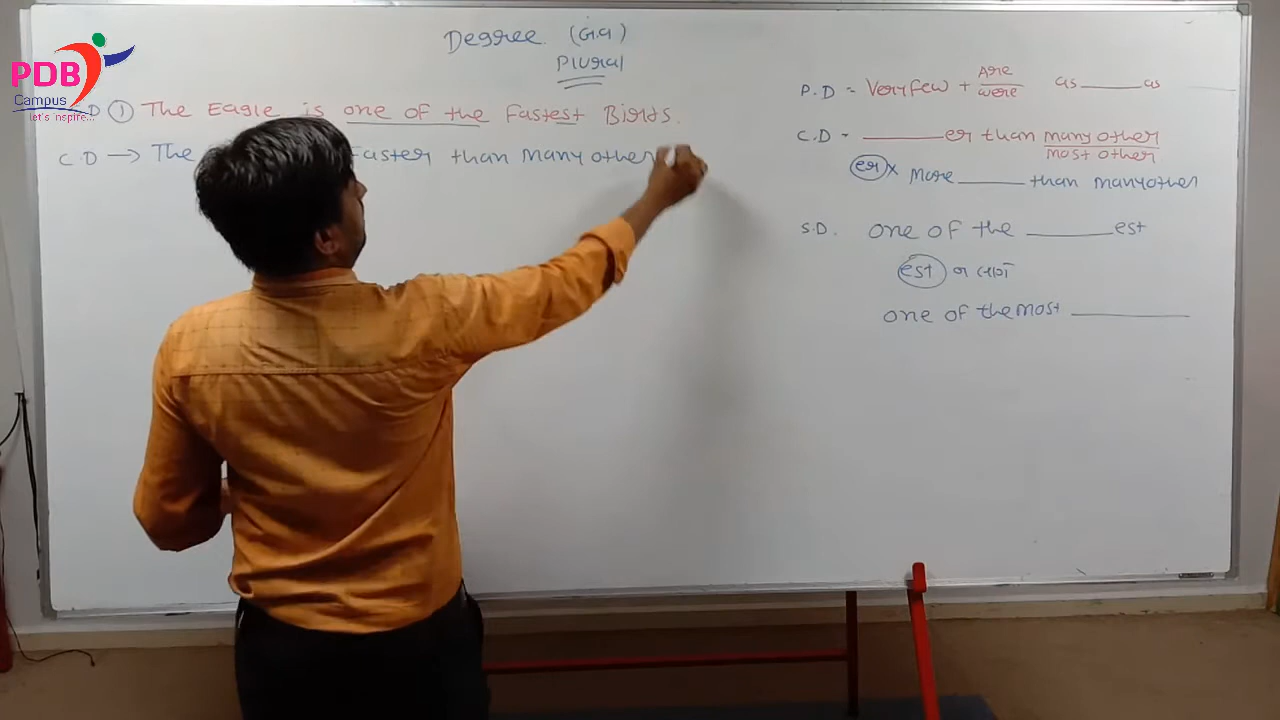 PDB
Campus
let's inspire...
Degree (Gia)
Plural
D ① The Eagle is one of the Fastest Birds.
C.D → The Faster than many other
P.D = Very few + Are as ______ as
were
C.D = ______ er than many other
most other
er × More ______ than many other
S.D. one of the ______ est
est ન લાગે
one of the most ______